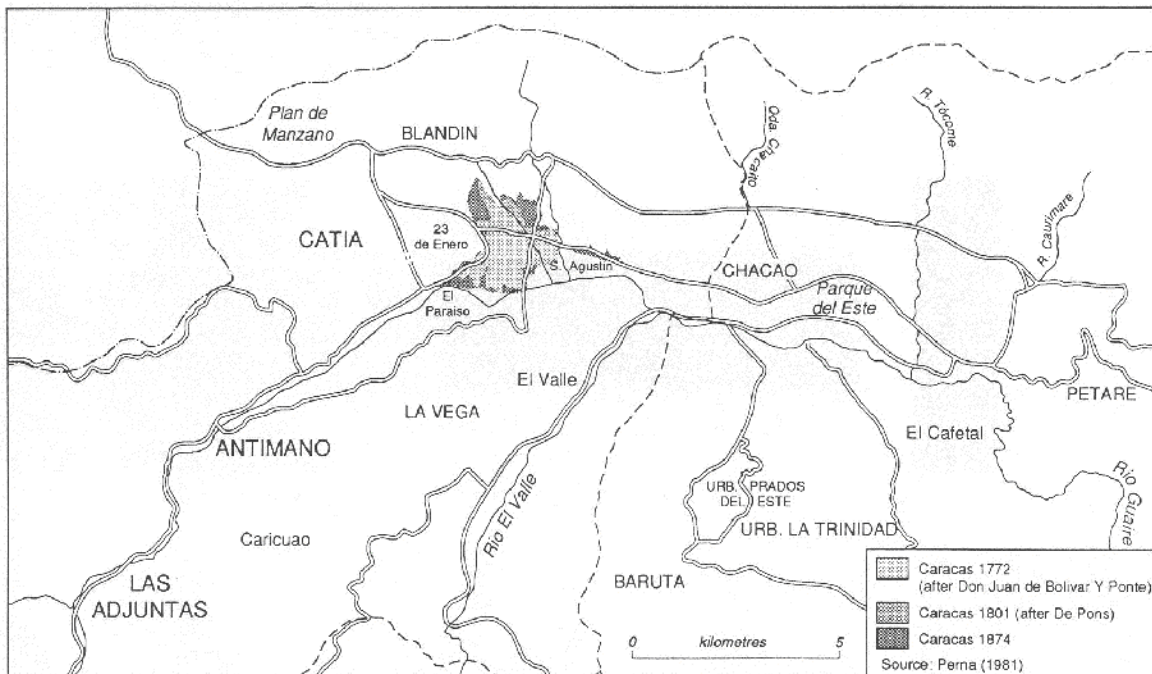 Plan de
Manzano
BLANDIN
Qda. Chacaito
R. Tócome
R. Caurimare
CATIA
23
de Enero
S. Agustin
CHACAO
El
Paraiso
Parque
del Este
El Valle
LA VEGA
PETARE
ANTIMANO
El Cafetal
Rio El Valle
URB. PRADOS
DEL ESTE
Rio Guaire
URB. LA TRINIDAD
Caricuao
LAS
ADJUNTAS
BARUTA
0 kilometres 5
Caracas 1772
(after Don Juan de Bolivar Y Ponte)
Caracas 1801 (after De Pons)
Caracas 1874
Source: Perna (1981)